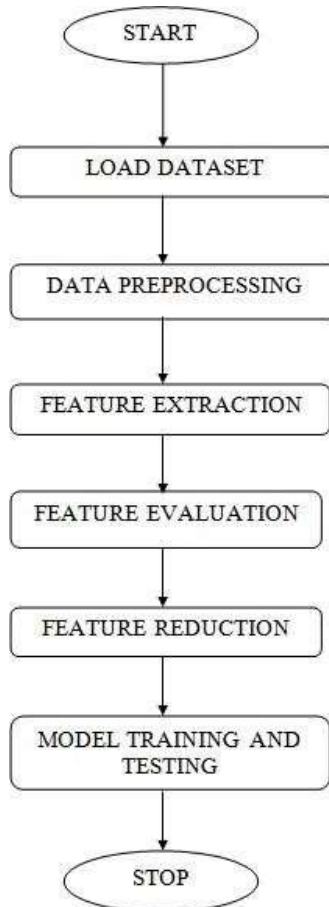 START
LOAD DATASET
DATA PREPROCESSING
FEATURE EXTRACTION
FEATURE EVALUATION
FEATURE REDUCTION
MODEL TRAINING AND
TESTING
STOP